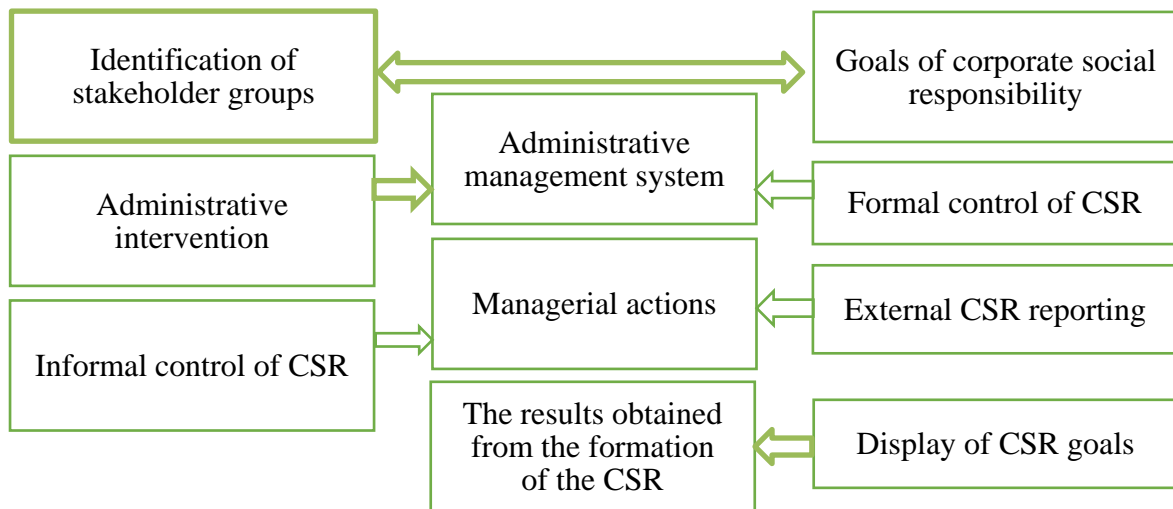 Identification of
stakeholder groups
Goals of corporate social
responsibility
Administrative
management system
Administrative
intervention
Formal control of CSR
Managerial actions
External CSR reporting
Informal control of CSR
The results obtained
from the formation
of the CSR
Display of CSR goals